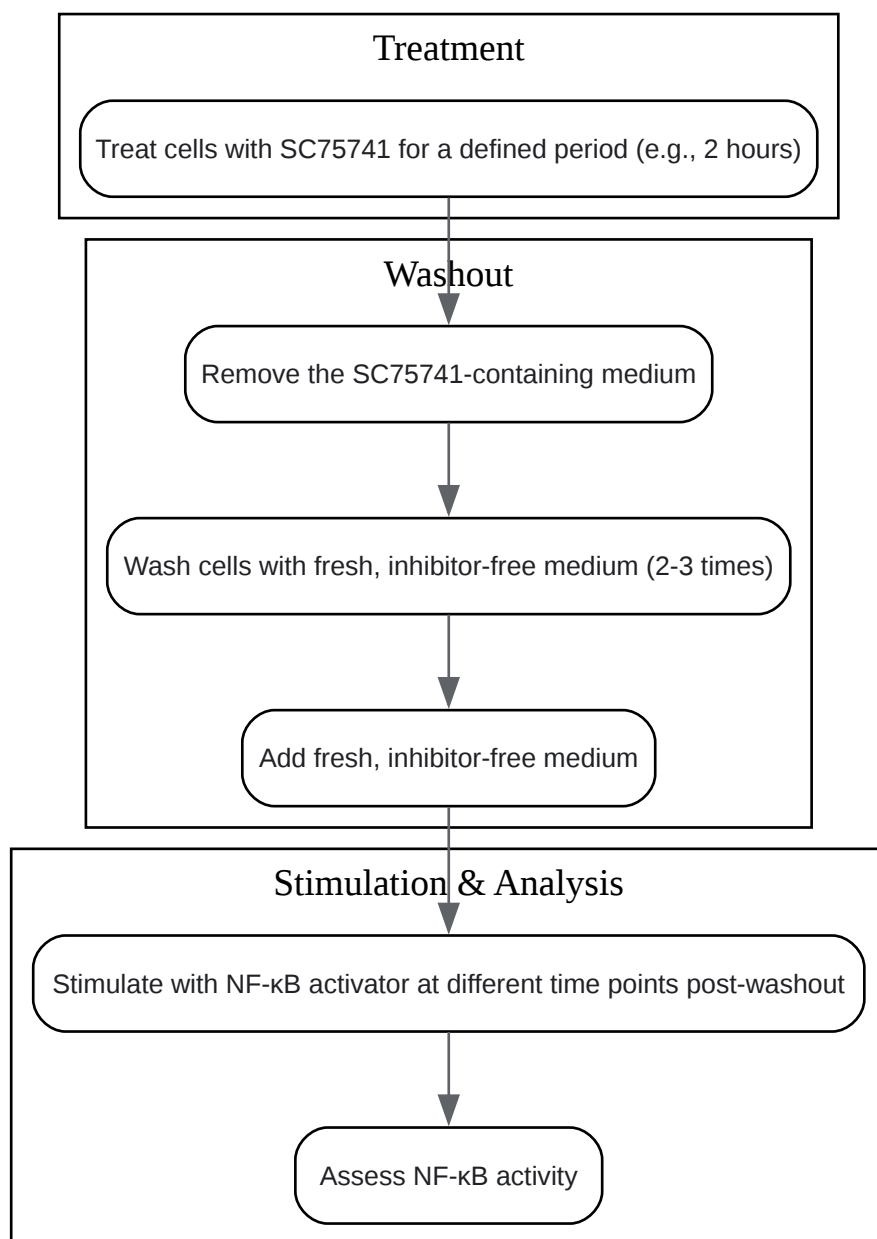 Treatment
Treat cells with SC75741 for a defined period (e.g., 2 hours)
Washout
Remove the SC75741-containing medium
Wash cells with fresh, inhibitor-free medium (2-3 times)
Add fresh, inhibitor-free medium
Stimulation & Analysis
Stimulate with NF-κB activator at different time points post-washout
Assess NF-κB activity